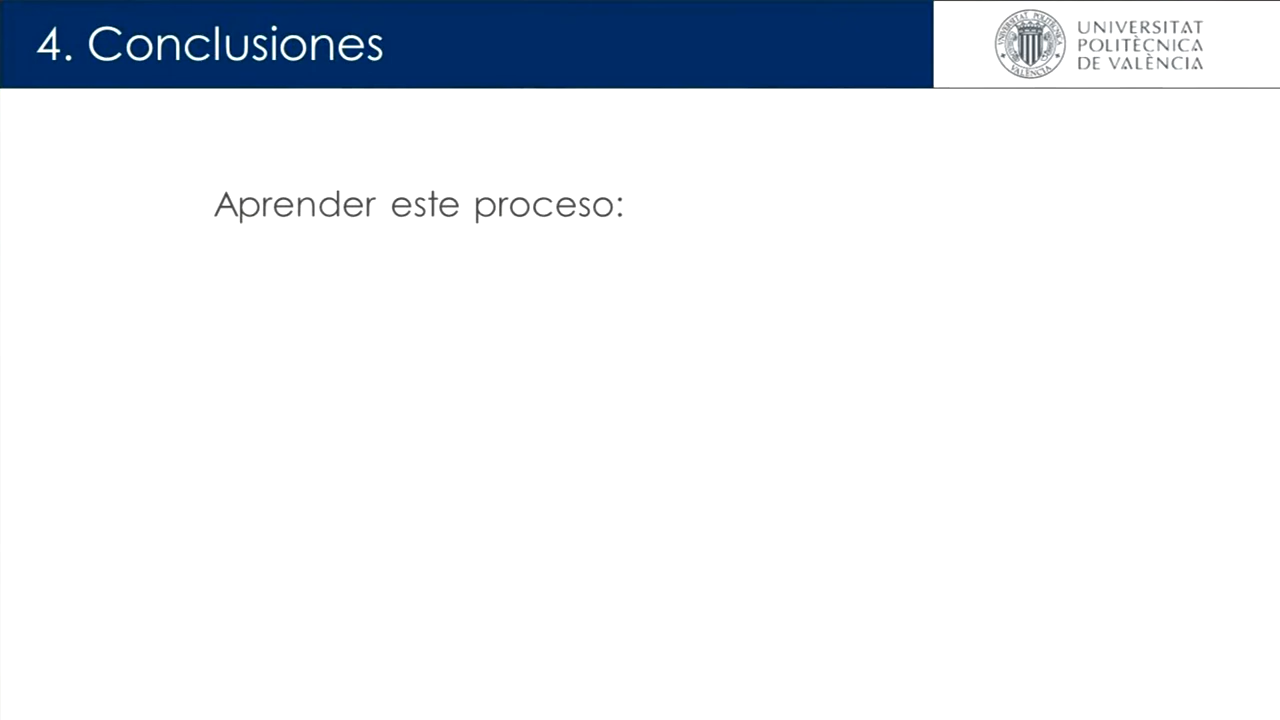 4. Conclusiones
UNIVERSITAT
POLITÈCNICA
DE VALÈNCIA
Aprender este proceso: